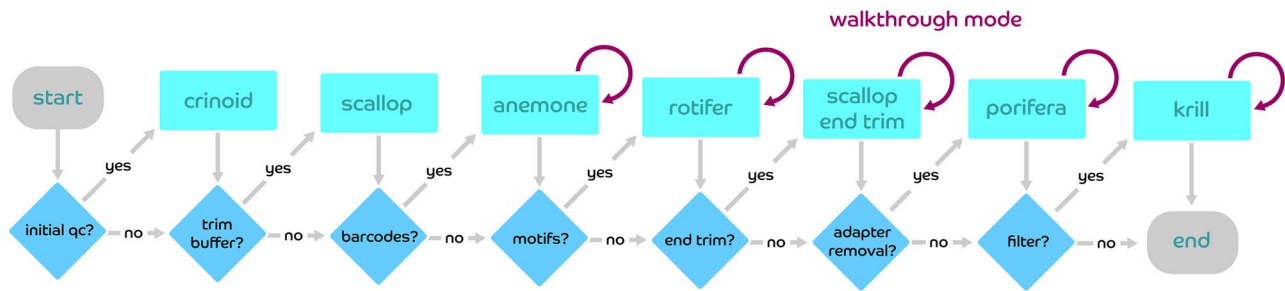 walkthrough mode
start
crinoid
scallop
anemone
rotifer
scallop
end trim
porifera
krill
yes
yes
yes
yes
yes
yes
yes
initial qc?
no
trim
buffer?
no
barcodes?
no
motifs?
no
end trim?
no
adapter
removal?
no
filter?
no
end